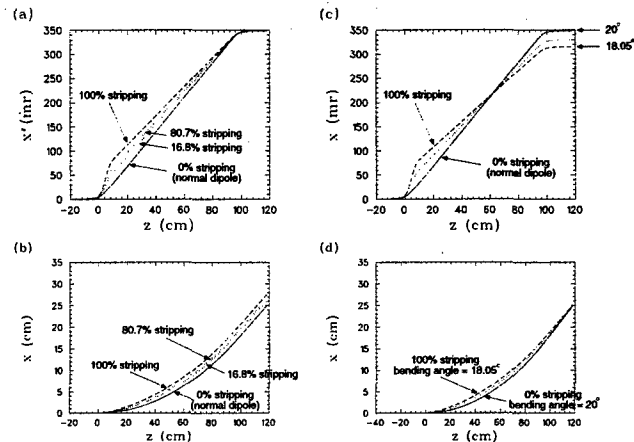 (a)
350
300
250
200
150
100
50
0
x' (mr)
100% stripping
80.7% stripping
16.8% stripping
0% stripping
(normal dipole)
-20 0 20 40 60 80 100 120
z (cm)
(c)
350
300
250
200
150
100
50
0
x' (mr)
20°
18.05°
100% stripping
0% stripping
(normal dipole)
-20 0 20 40 60 80 100 120
z (cm)
(b)
35
30
25
20
15
10
5
0
x (cm)
80.7% stripping
100% stripping
16.8% stripping
0% stripping
(normal dipole)
-20 0 20 40 60 80 100 120
z (cm)
(d)
35
30
25
20
15
10
5
0
x (cm)
100% stripping
bending angle = 18.05°
0% stripping
bending angle = 20°
-20 0 20 40 60 80 100 120
z (cm)